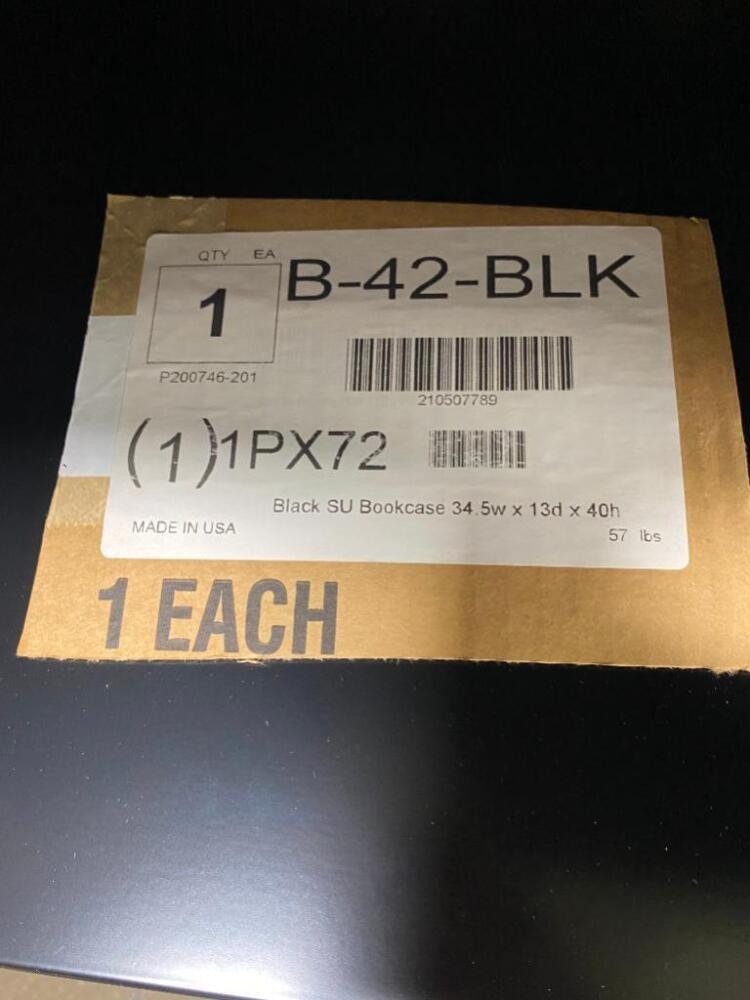 QTY EA
1
B-42-BLK
P200746-201
210507789
(1)1PX72
Black SU Bookcase 34.5w x 13d x 40h
MADE IN USA
57 lbs
1 EACH